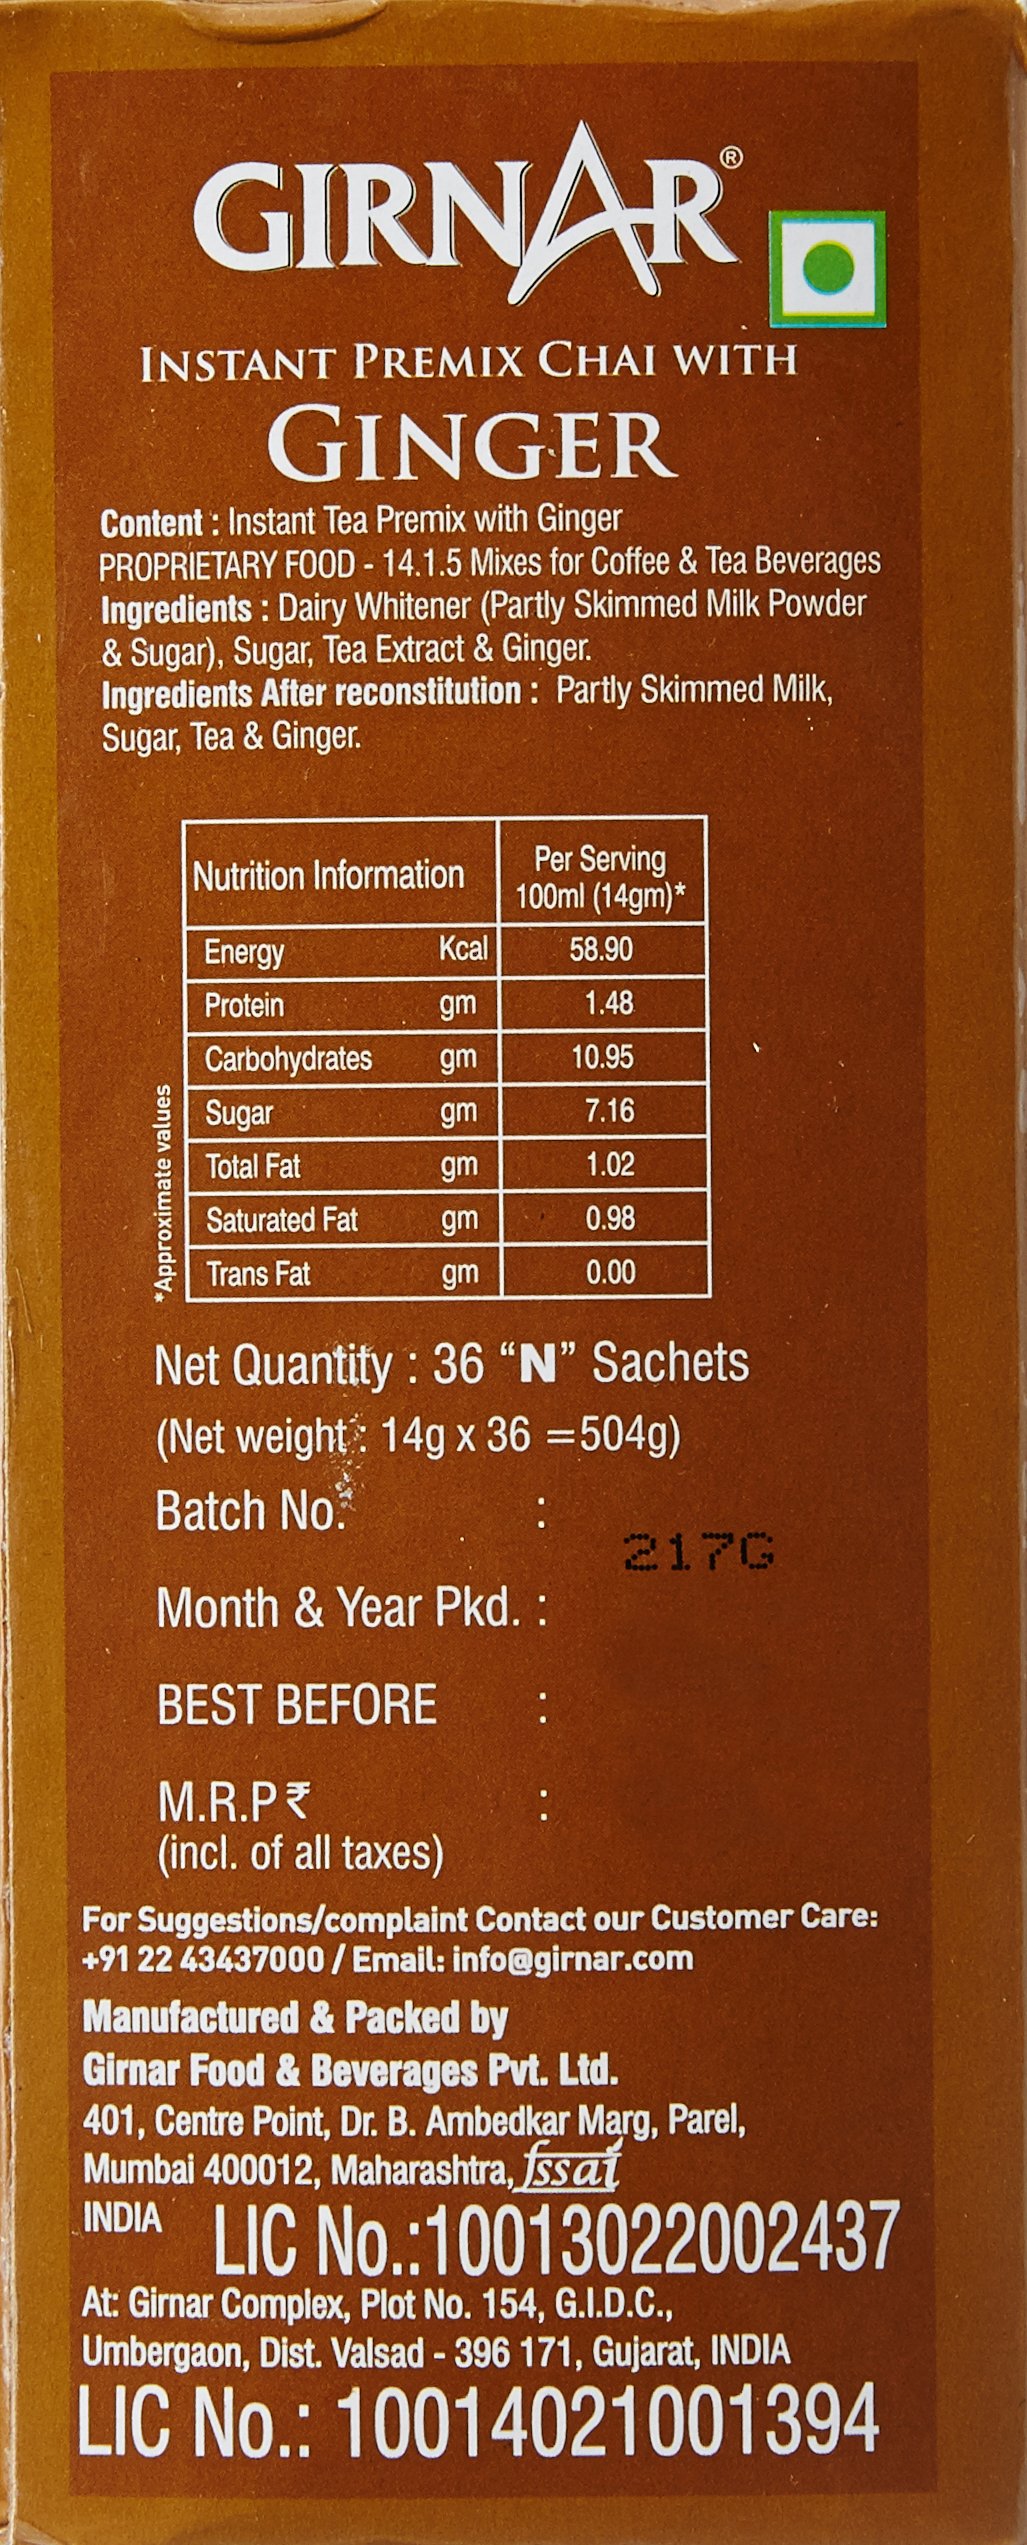 GIRNAR®
INSTANT PREMIX CHAI WITH
GINGER
Content : Instant Tea Premix with Ginger
PROPRIETARY FOOD - 14.1.5 Mixes for Coffee & Tea Beverages
Ingredients : Dairy Whitener (Partly Skimmed Milk Powder
& Sugar), Sugar, Tea Extract & Ginger.
Ingredients After reconstitution : Partly Skimmed Milk,
Sugar, Tea & Ginger.
Nutrition Information Per Serving
100ml (14gm)*
Energy Kcal 58.90
Protein gm 1.48
Carbohydrates gm 10.95
Sugar gm 7.16
Total Fat gm 1.02
Saturated Fat gm 0.98
Trans Fat gm 0.00
*Approximate values
Net Quantity : 36 “N” Sachets
(Net weight : 14g x 36 =504g)
Batch No. :
217G
Month & Year Pkd. :
BEST BEFORE :
M.R.P ₹ :
(incl. of all taxes)
For Suggestions/complaint Contact our Customer Care:
+91 22 43437000 / Email: info@girnar.com
Manufactured & Packed by
Girnar Food & Beverages Pvt. Ltd.
401, Centre Point, Dr. B. Ambedkar Marg, Parel,
Mumbai 400012, Maharashtra, fssai
INDIA LIC No.:10013022002437
At: Girnar Complex, Plot No. 154, G.I.D.C.,
Umbergaon, Dist. Valsad - 396 171, Gujarat, INDIA
LIC No.: 10014021001394